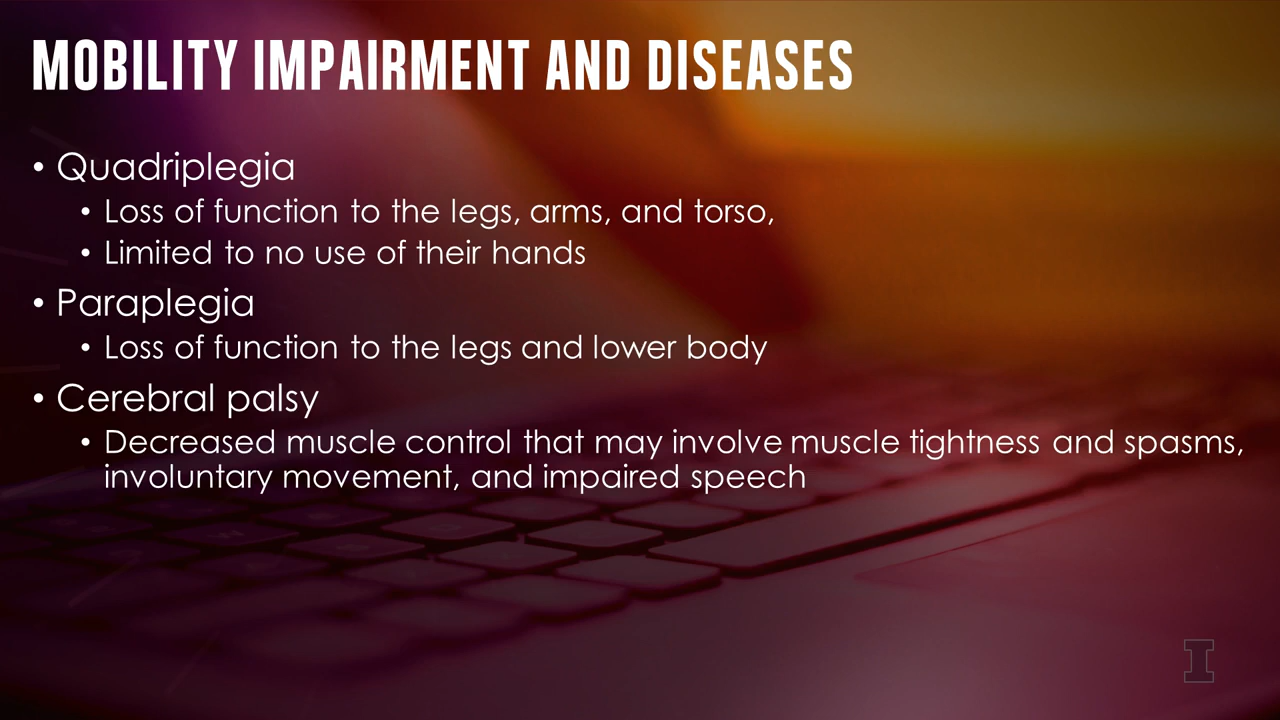 MOBILITY IMPAIRMENT AND DISEASES
• Quadriplegia
• Loss of function to the legs, arms, and torso,
• Limited to no use of their hands
• Paraplegia
• Loss of function to the legs and lower body
• Cerebral palsy
• Decreased muscle control that may involve muscle tightness and spasms,
involuntary movement, and impaired speech
I